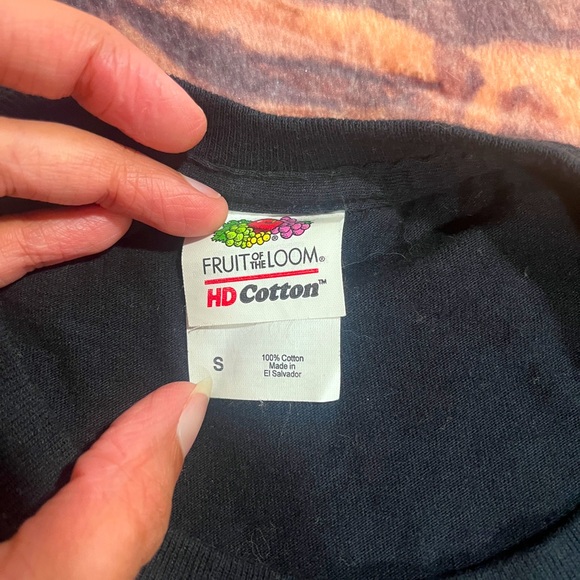 FRUIT OF THE LOOM®
HD Cotton™
S
100% Cotton
Made in
El Salvador